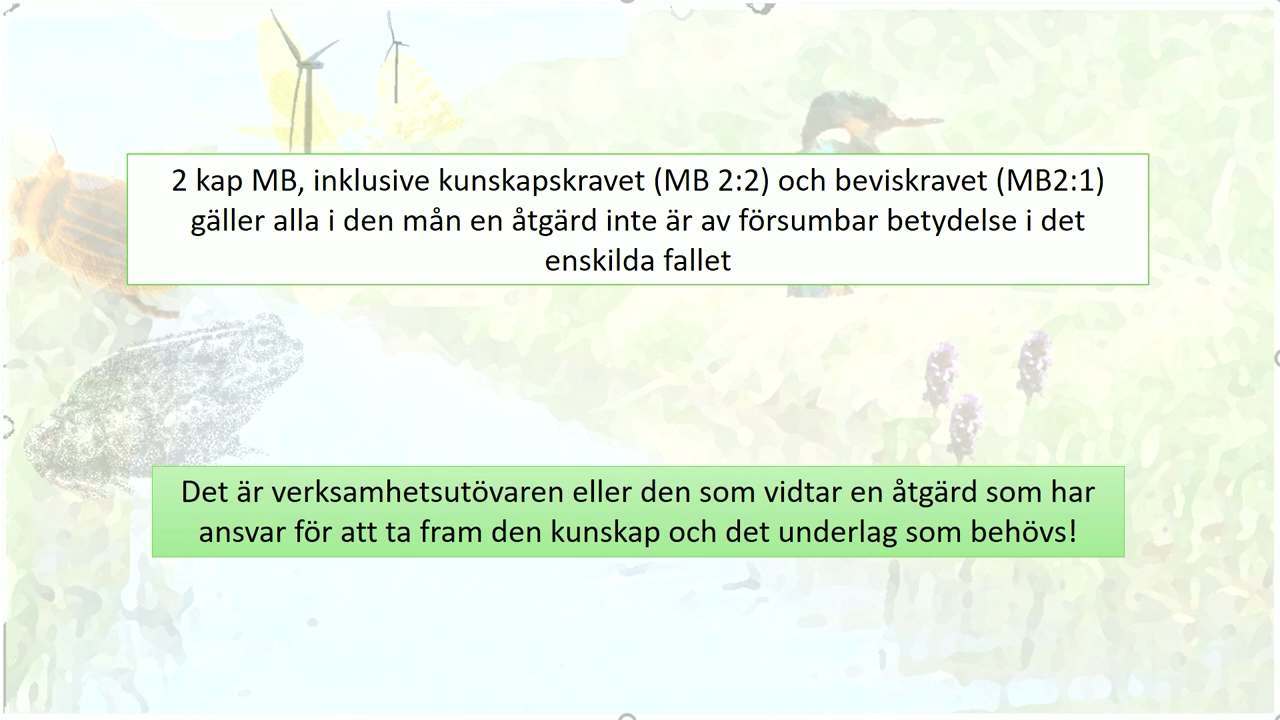 2 kap MB, inklusive kunskapskravet (MB 2:2) och beviskravet (MB2:1)
gäller alla i den mån en åtgärd inte är av försumbar betydelse i det
enskilda fallet
Det är verksamhetsutövaren eller den som vidtar en åtgärd som har
ansvar för att ta fram den kunskap och det underlag som behövs!